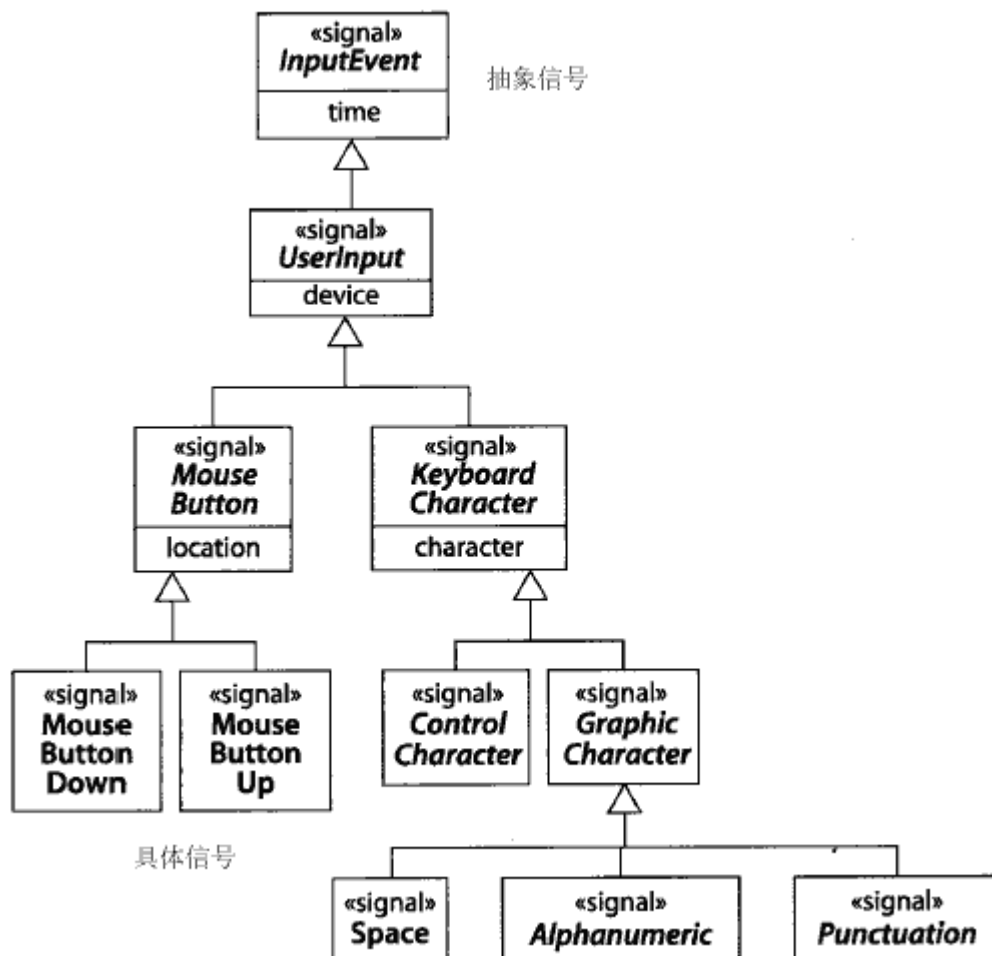 «signal»
InputEvent
time
抽象信号
«signal»
UserInput
device
«signal»
Mouse
Button
location
«signal»
Keyboard
Character
character
«signal»
Mouse
Button
Down
«signal»
Mouse
Button
Up
«signal»
Control
Character
«signal»
Graphic
Character
具体信号
«signal»
Space
«signal»
Alphanumeric
«signal»
Punctuation